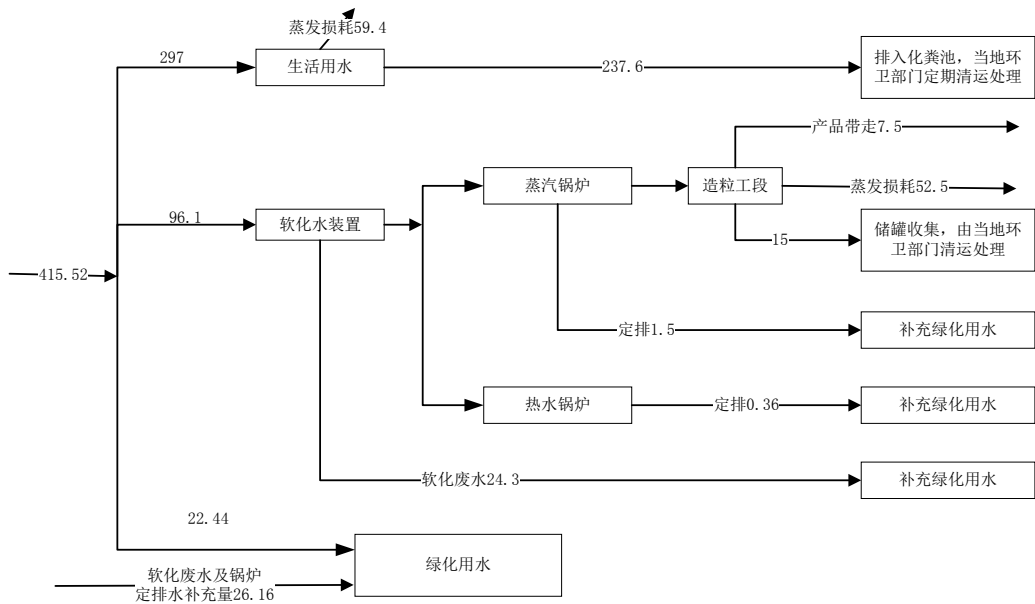 蒸发损耗59.4
297
生活用水
237.6
排入化粪池，当地环
卫部门定期清运处理
产品带走7.5
蒸汽锅炉
造粒工段
蒸发损耗52.5
96.1
软化水装置
15
储罐收集，由当地环
卫部门清运处理
415.52
定排1.5
补充绿化用水
热水锅炉
定排0.36
补充绿化用水
软化废水24.3
补充绿化用水
22.44
绿化用水
软化废水及锅炉
定排水补充量26.16